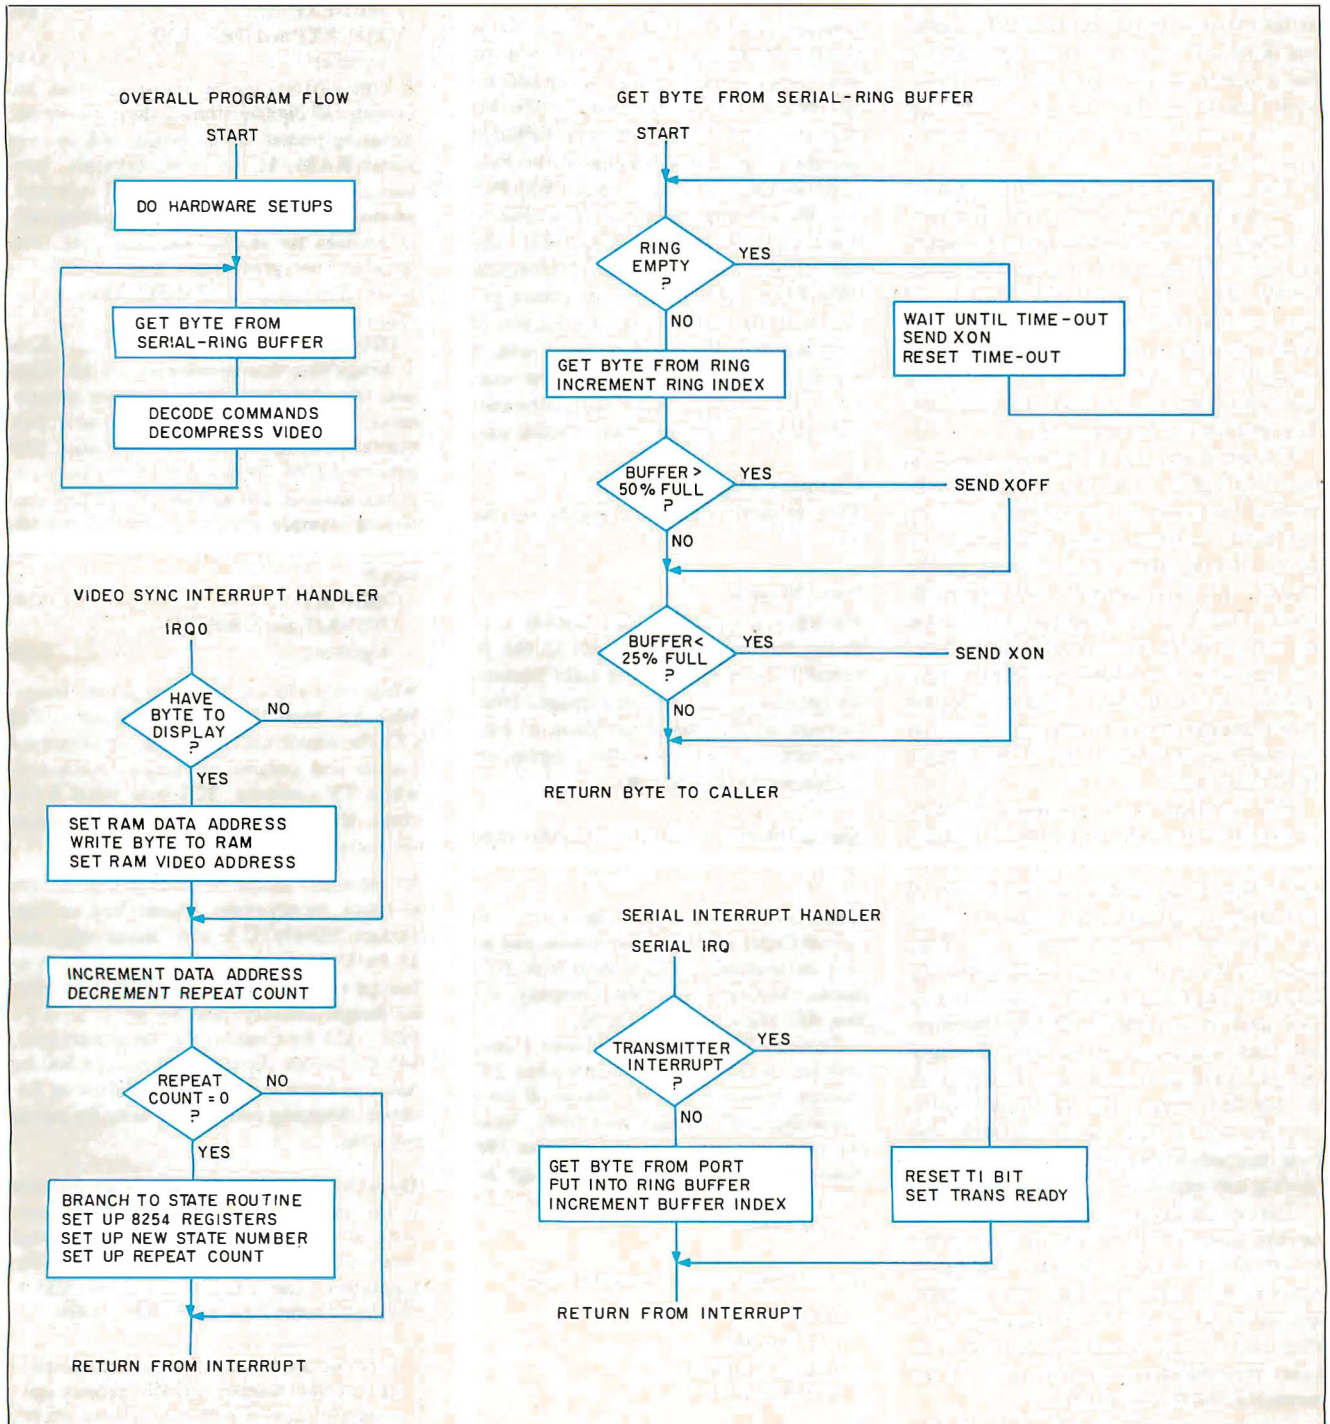 OVERALL PROGRAM FLOW
START
DO HARDWARE SETUPS
GET BYTE FROM
SERIAL-RING BUFFER
DECODE COMMANDS
DECOMPRESS VIDEO
GET BYTE FROM SERIAL-RING BUFFER
START
RING
EMPTY
?
YES
NO
WAIT UNTIL TIME-OUT
SEND XON
RESET TIME-OUT
GET BYTE FROM RING
INCREMENT RING INDEX
BUFFER >
50% FULL
?
YES
SEND XOFF
NO
BUFFER <
25% FULL
?
YES
SEND XON
NO
RETURN BYTE TO CALLER
VIDEO SYNC INTERRUPT HANDLER
IRQ0
HAVE
BYTE TO
DISPLAY
?
NO
YES
SET RAM DATA ADDRESS
WRITE BYTE TO RAM
SET RAM VIDEO ADDRESS
INCREMENT DATA ADDRESS
DECREMENT REPEAT COUNT
REPEAT
COUNT = 0
?
NO
YES
BRANCH TO STATE ROUTINE
SET UP 8254 REGISTERS
SET UP NEW STATE NUMBER
SET UP REPEAT COUNT
RETURN FROM INTERRUPT
SERIAL INTERRUPT HANDLER
SERIAL IRQ
TRANSMITTER
INTERRUPT
?
YES
NO
GET BYTE FROM PORT
PUT INTO RING BUFFER
INCREMENT BUFFER INDEX
RESET TI BIT
SET TRANS READY
RETURN FROM INTERRUPT